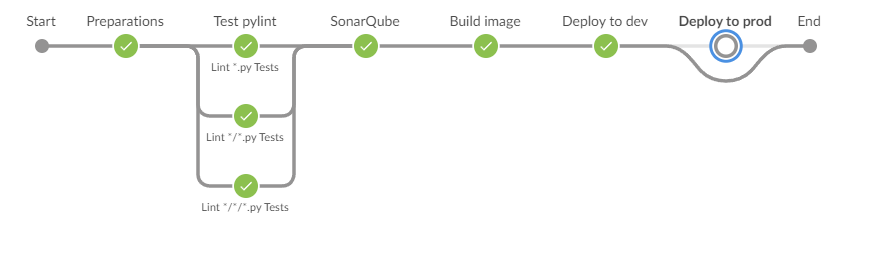 Start
Preparations
Test pylint
SonarQube
Build image
Deploy to dev
Deploy to prod
End
Lint *.py Tests
Lint */*.py Tests
Lint */*/*.py Tests